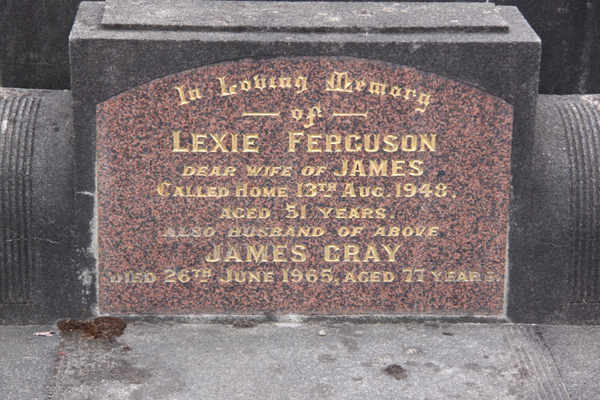 In Loving Memory
of
LEXIE FERGUSON
DEAR WIFE OF JAMES
CALLED HOME 13TH AUG. 1948.
AGED 51 YEARS.
ALSO HUSBAND OF ABOVE
JAMES GRAY
DIED 26TH JUNE 1965, AGED 77 YEARS.